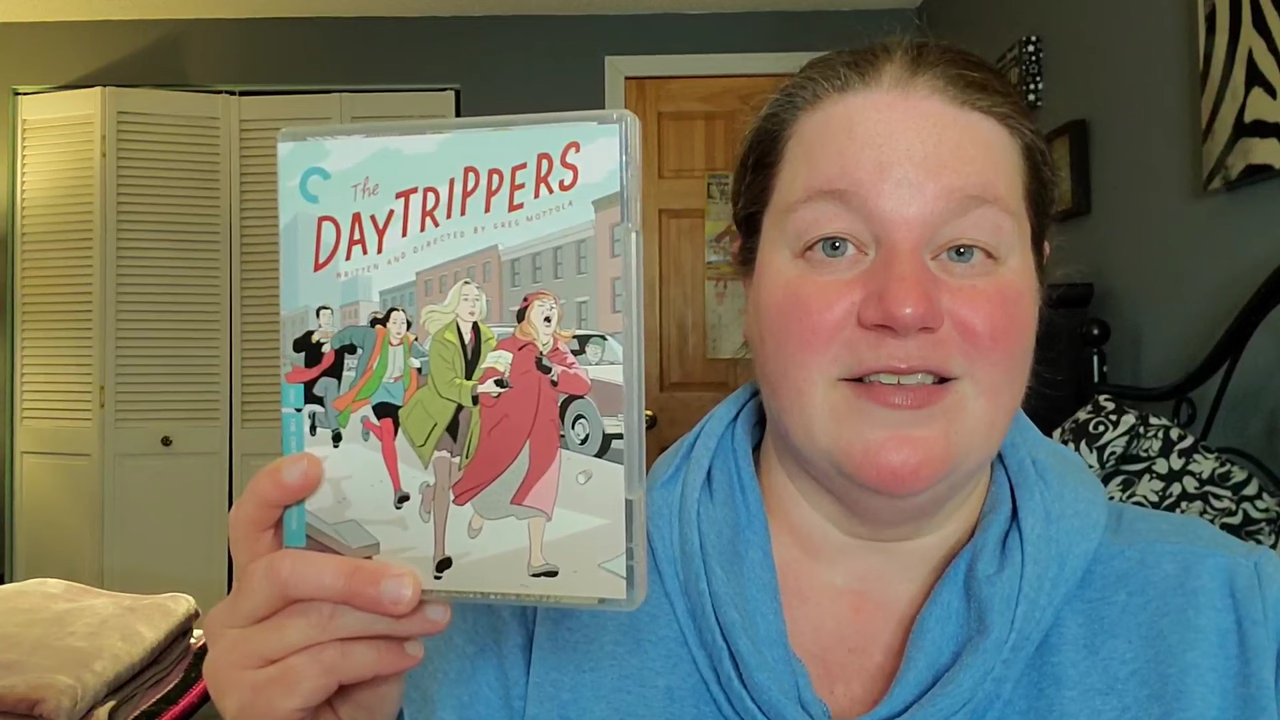 The
DAYTRIPPERS
WRITTEN AND DIRECTED BY GREG MOTTOLA